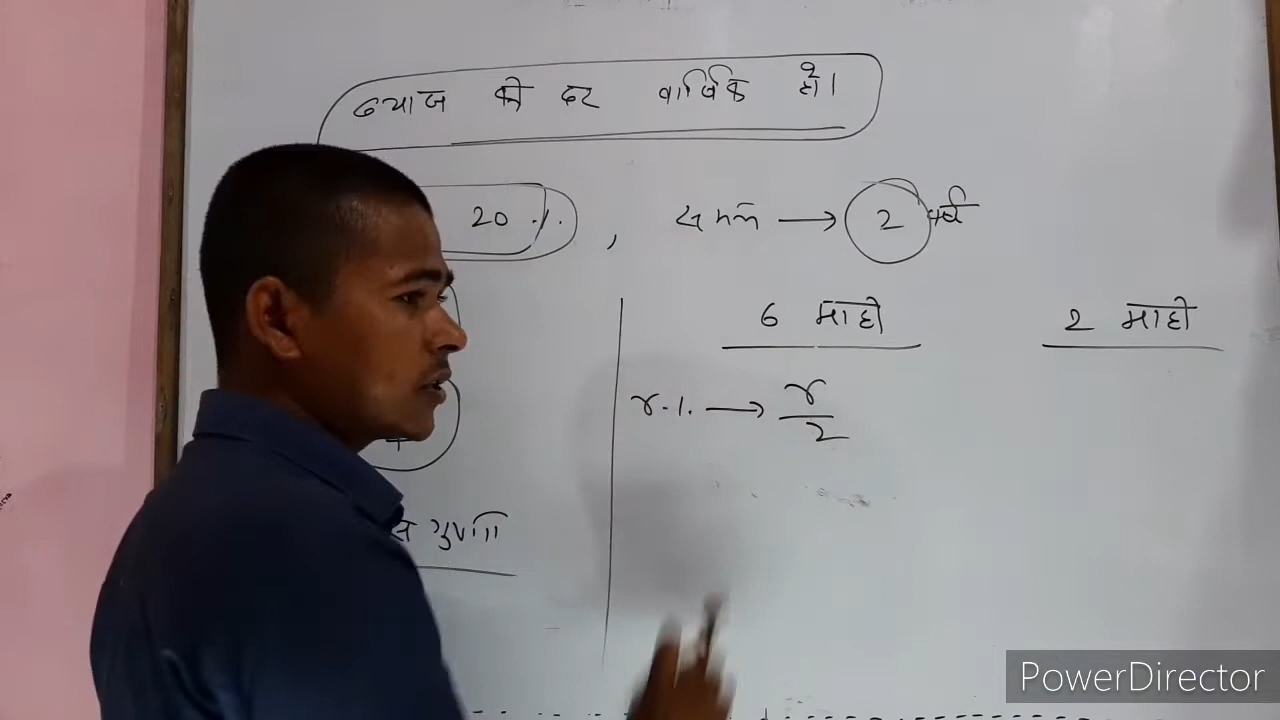 ब्याज की दर वार्षिक हो।
20 %. , समय → 2 वर्ष
6 माही 2 माही
r.%. → r/2
गुणा
PowerDirector